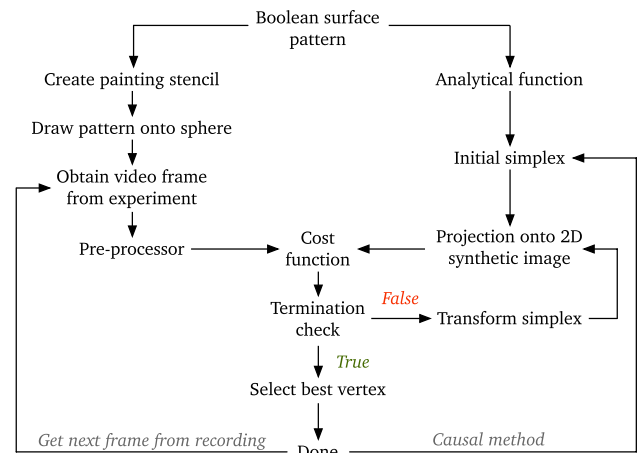 Boolean surface
pattern
Create painting stencil
Analytical function
Draw pattern onto sphere
Initial simplex
Obtain video frame
from experiment
Pre-processor
Cost
function
Projection onto 2D
synthetic image
False
Termination
check
Transform simplex
True
Select best vertex
Get next frame from recording
Causal method
Done